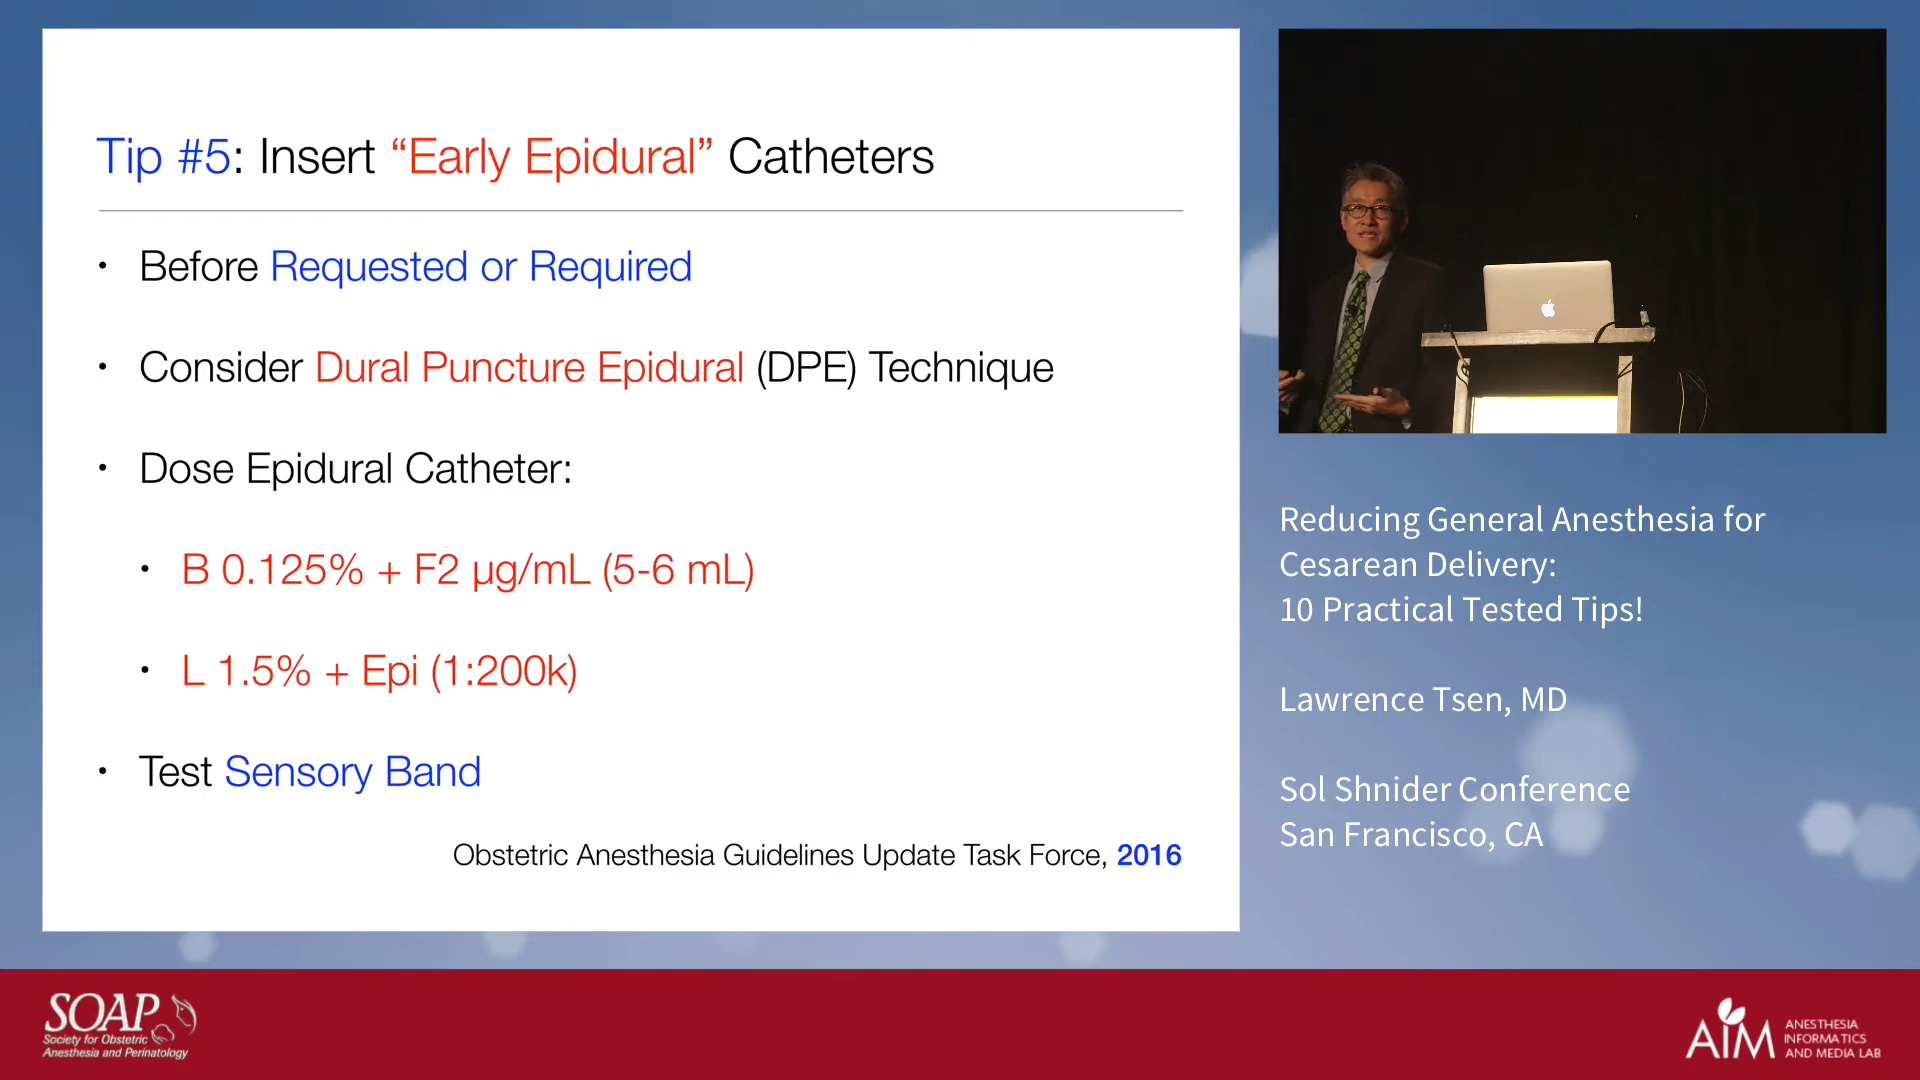 Tip #5: Insert “Early Epidural” Catheters
• Before Requested or Required
• Consider Dural Puncture Epidural (DPE) Technique
• Dose Epidural Catheter:
• B 0.125% + F2 µg/mL (5-6 mL)
• L 1.5% + Epi (1:200k)
• Test Sensory Band
Obstetric Anesthesia Guidelines Update Task Force, 2016
Reducing General Anesthesia for
Cesarean Delivery:
10 Practical Tested Tips!
Lawrence Tsen, MD
Sol Shnider Conference
San Francisco, CA
SOAP
Society for Obstetric
Anesthesia and Perinatology
AIM
ANESTHESIA
INFORMATICS
AND MEDIA LAB